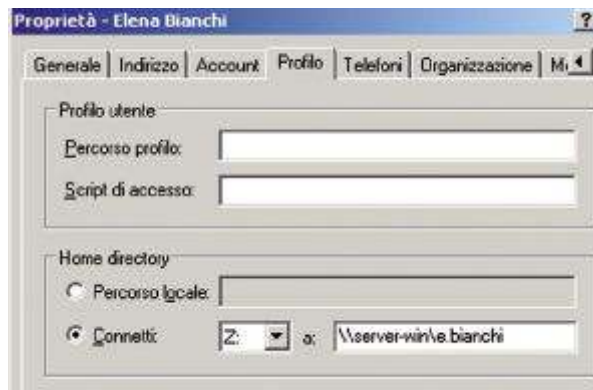 Proprietà - Elena Bianchi
Generale Indirizzo Account Profilo Telefoni Organizzazione
Profilo utente
Percorso profilo:
Script di accesso:
Home directory
Percorso locale:
Connetti: Z: a: \\server-win\e.bianchi